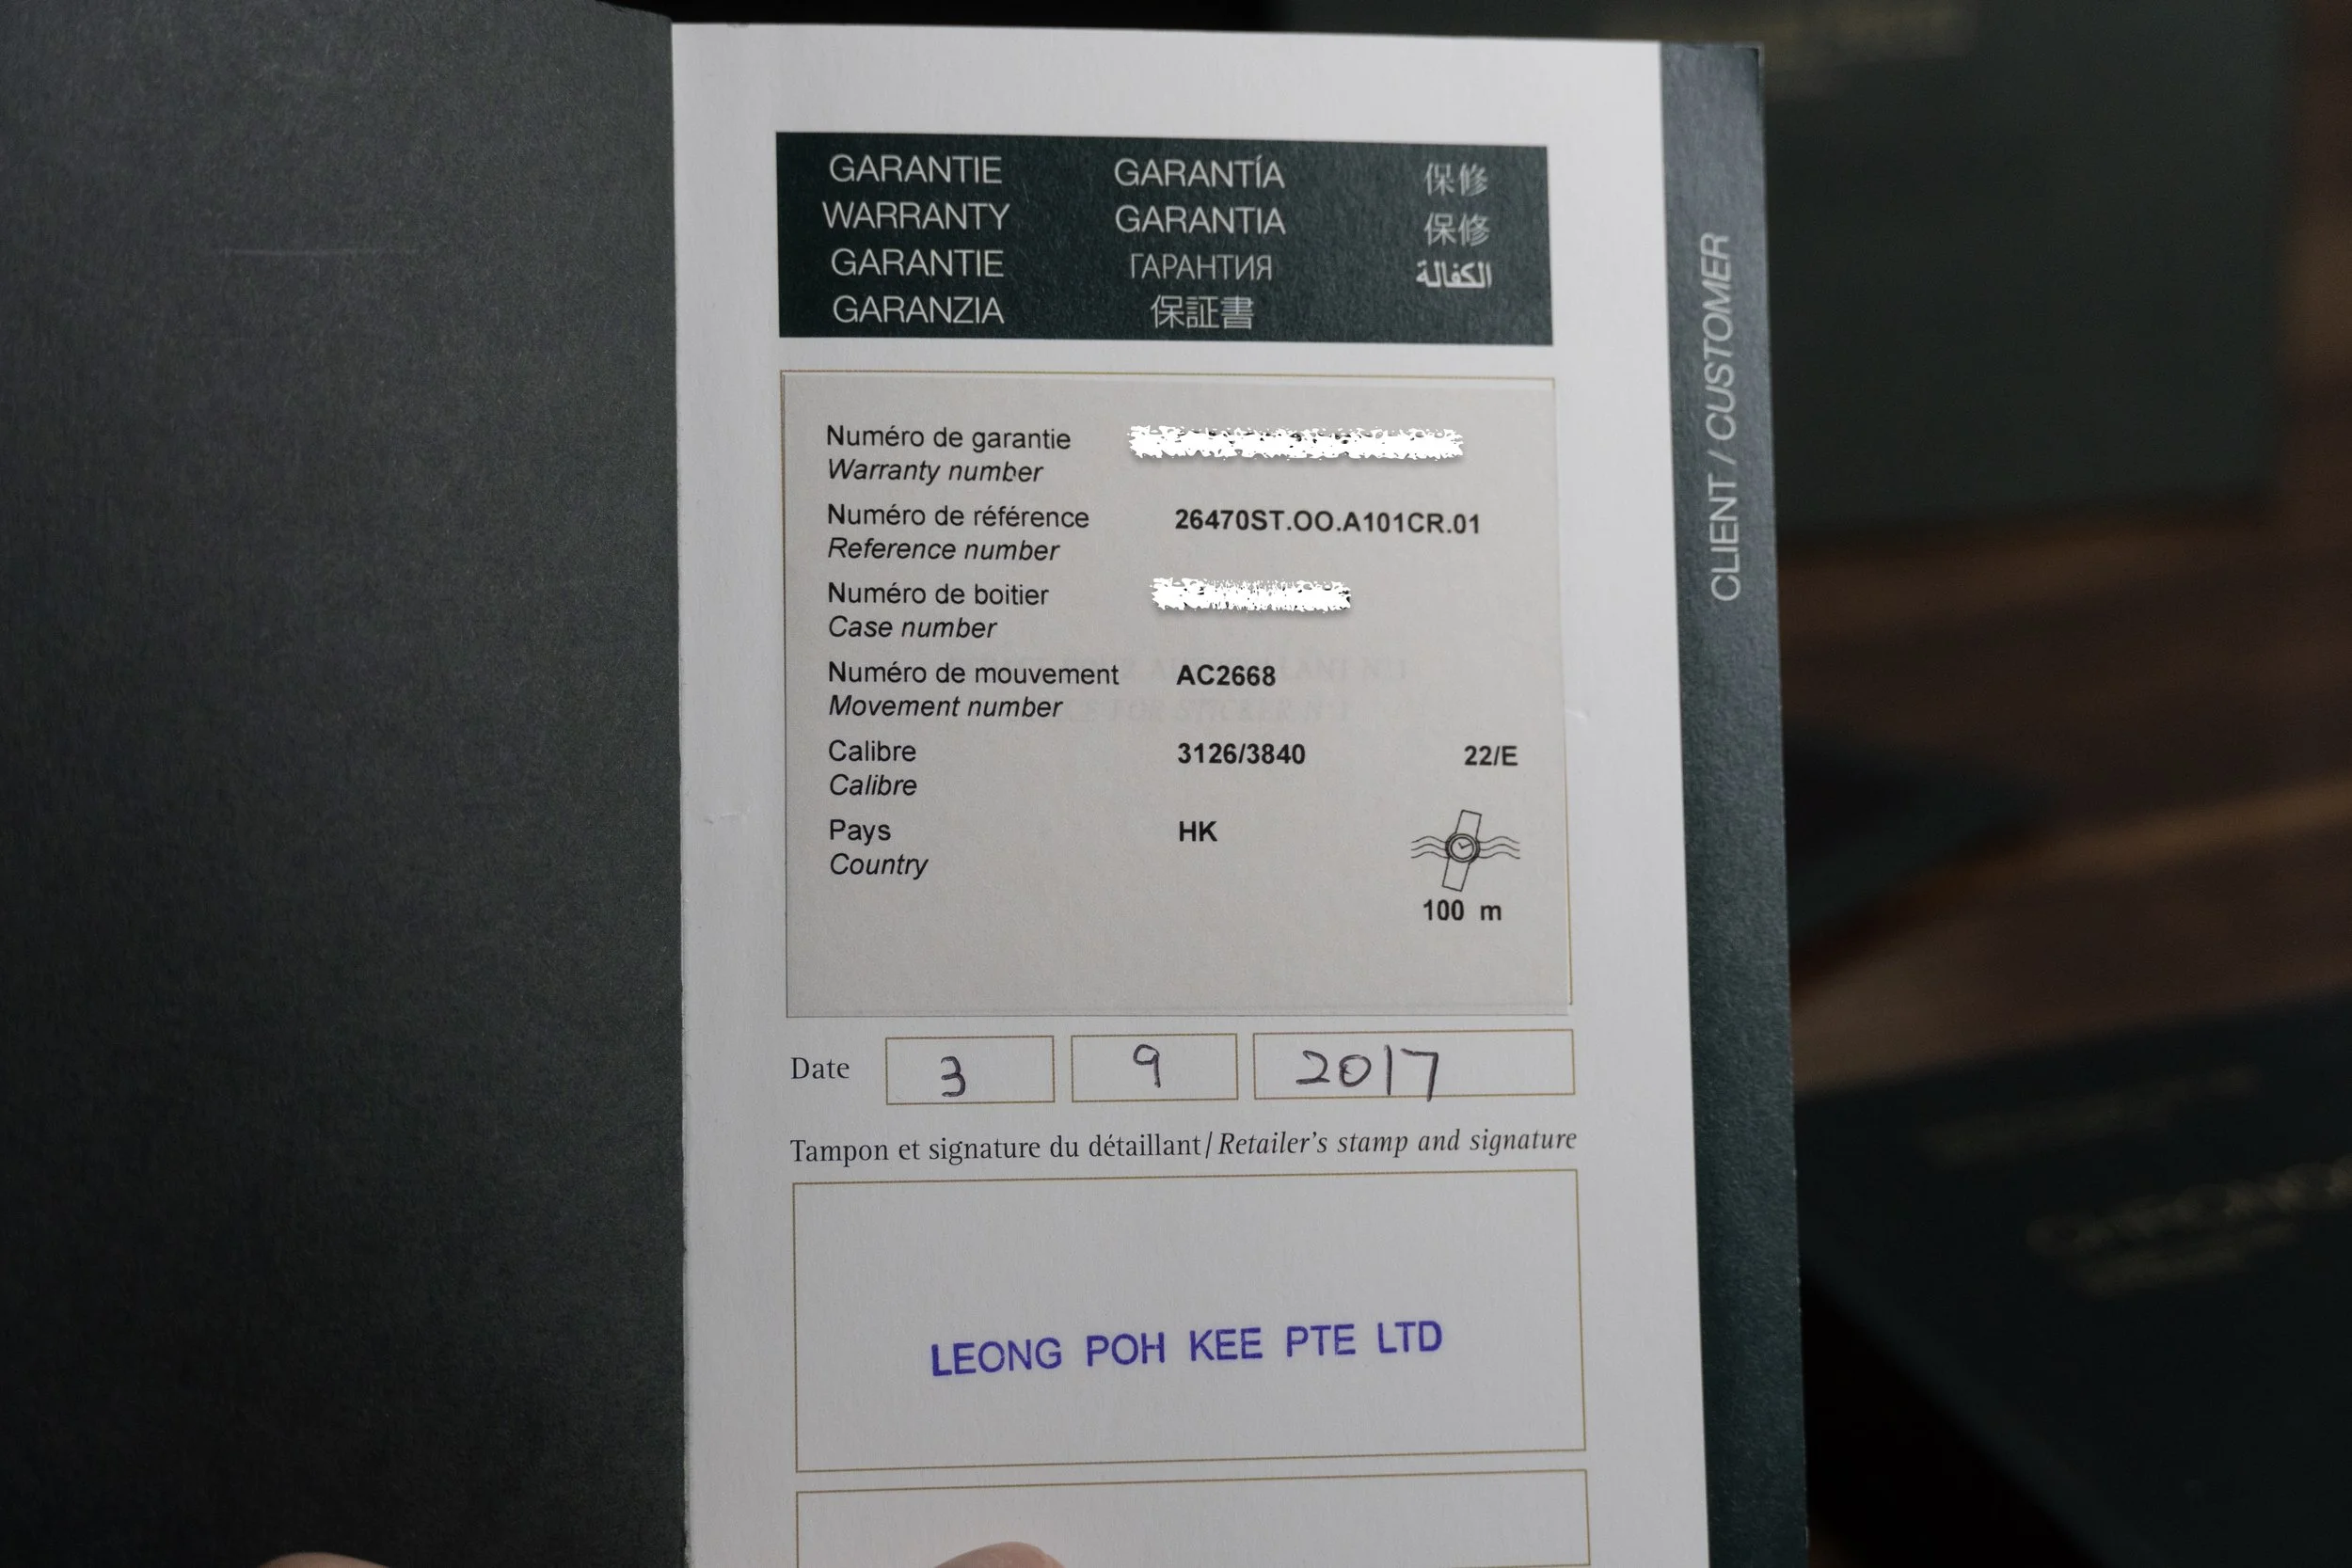 GARANTIE GARANTÍA 保修
WARRANTY GARANTIA 保修
GARANTIE ГАРАНТИЯ الكفالة
GARANZIA 保証書
CLIENT / CUSTOMER
Numéro de garantie
Warranty number
Numéro de référence 26470ST.OO.A101CR.01
Reference number
Numéro de boitier
Case number
Numéro de mouvement AC2668
Movement number
Calibre 3126/3840 22/E
Calibre
Pays HK
Country
100 m
Date 3 9 2017
Tampon et signature du détaillant / Retailer's stamp and signature
LEONG POH KEE PTE LTD